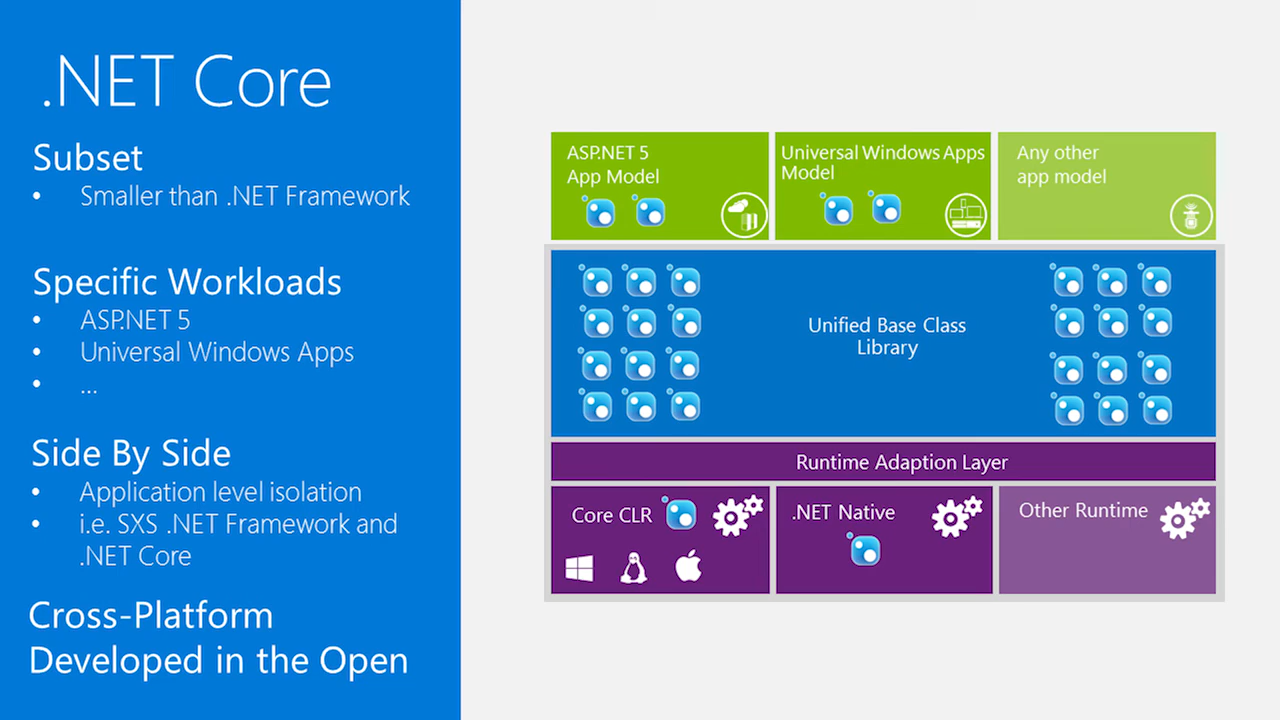 .NET Core
Subset
• Smaller than .NET Framework
Specific Workloads
• ASP.NET 5
• Universal Windows Apps
• ...
Side By Side
• Application level isolation
• i.e. SXS .NET Framework and
.NET Core
Cross-Platform
Developed in the Open
ASP.NET 5
App Model
Universal Windows Apps
Model
Any other
app model
Unified Base Class
Library
Runtime Adaption Layer
Core CLR
.NET Native
Other Runtime